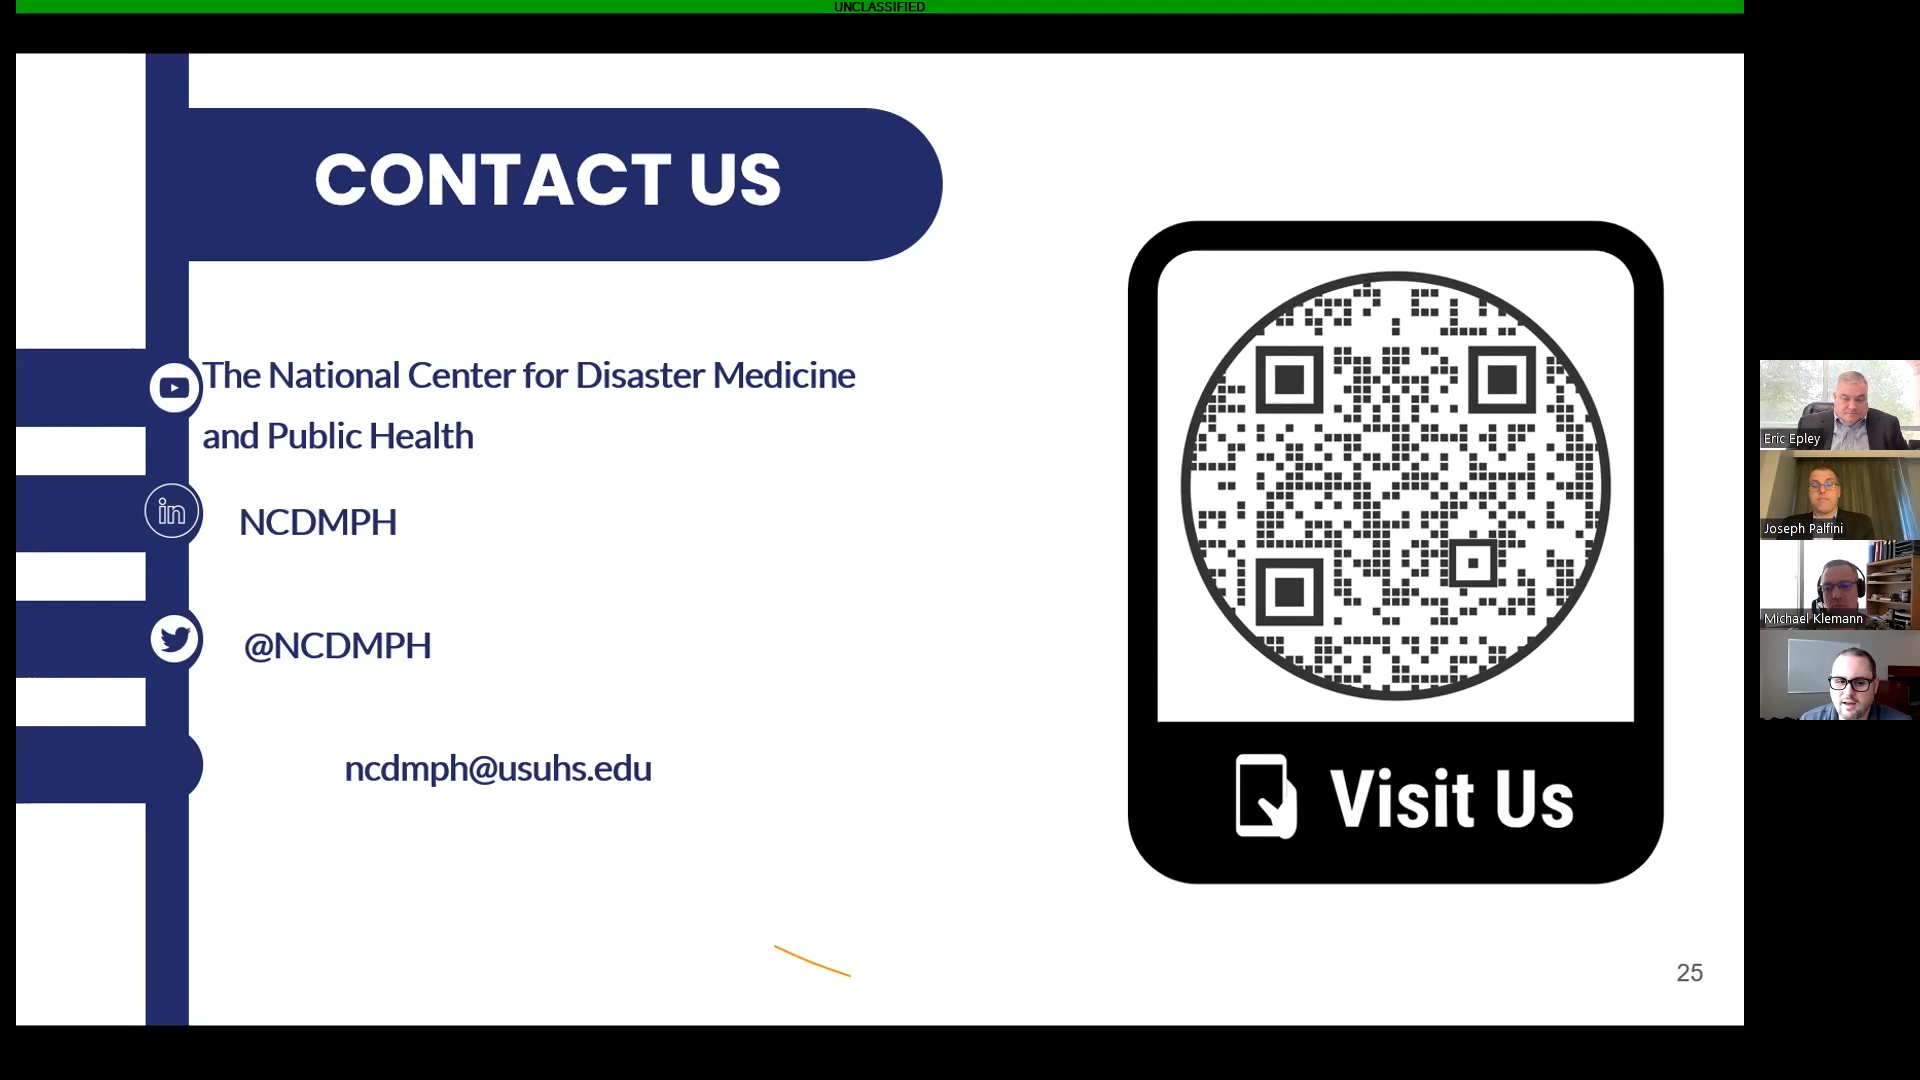 UNCLASSIFIED
CONTACT US
The National Center for Disaster Medicine
and Public Health
in
NCDMPH
@NCDMPH
ncdmph@usuhs.edu
Visit Us
25
Eric Epley
Joseph Palfini
Michael Klemann